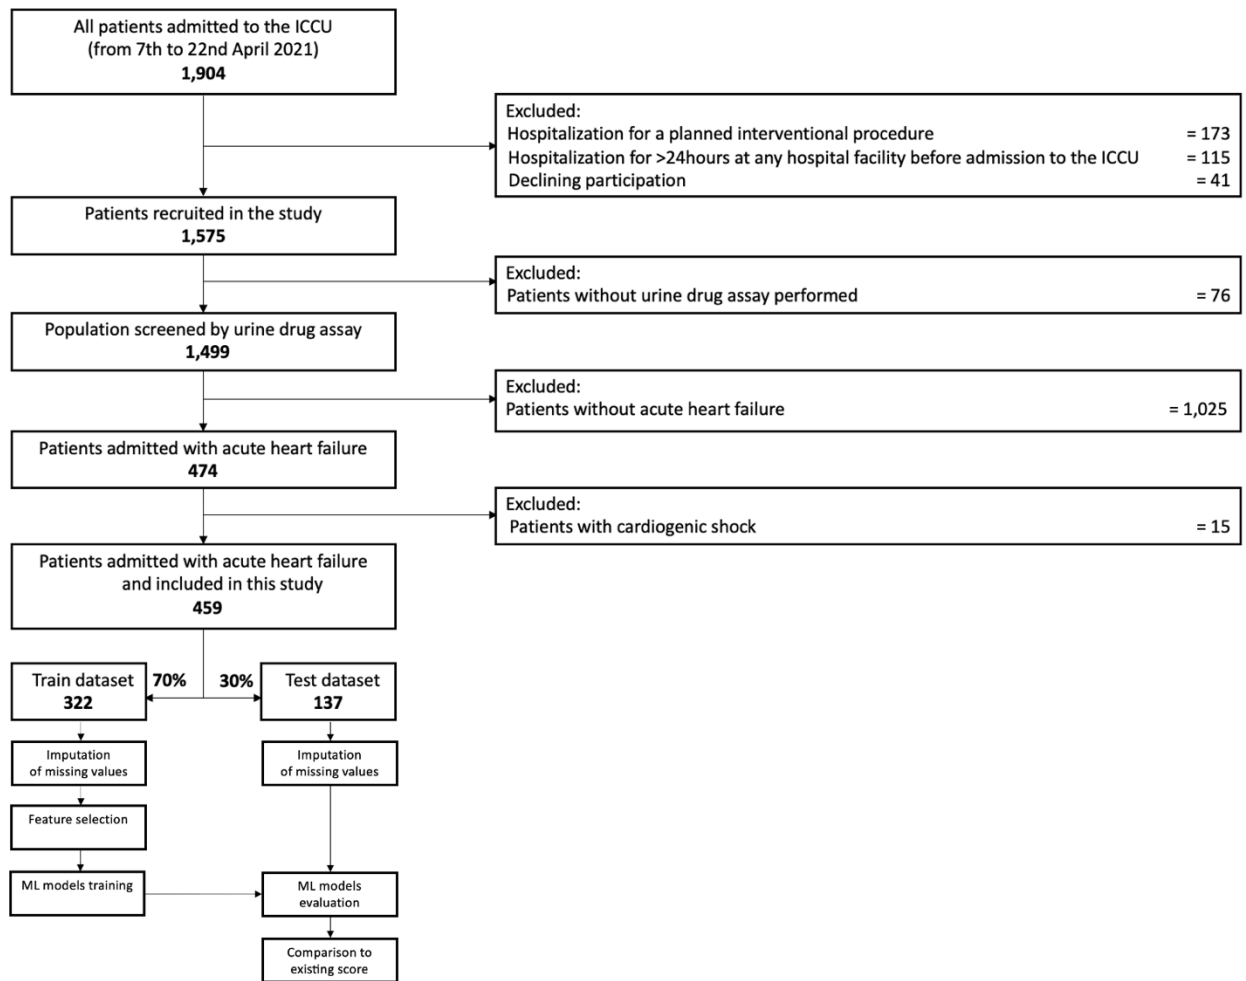 All patients admitted to the ICCU
(from 7th to 22nd April 2021)
1,904
Excluded:
Hospitalization for a planned interventional procedure = 173
Hospitalization for >24hours at any hospital facility before admission to the ICCU = 115
Declining participation = 41
Patients recruited in the study
1,575
Excluded:
Patients without urine drug assay performed = 76
Population screened by urine drug assay
1,499
Excluded:
Patients without acute heart failure = 1,025
Patients admitted with acute heart failure
474
Excluded:
Patients with cardiogenic shock = 15
Patients admitted with acute heart failure
and included in this study
459
Train dataset
322
70%
30%
Test dataset
137
Imputation
of missing values
Imputation
of missing values
Feature selection
ML models training
ML models
evaluation
Comparison to
existing score